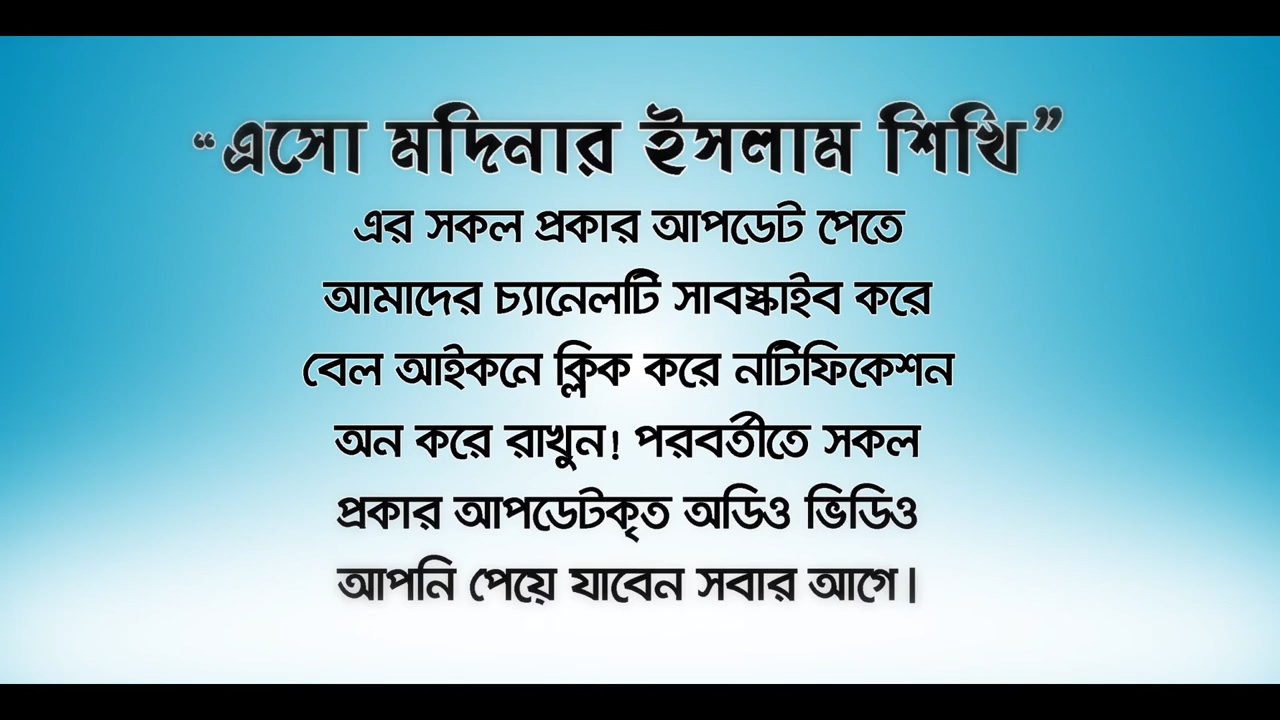 “এসো মদিনার ইসলাম শিখি”
এর সকল প্রকার আপডেট পেতে
আমাদের চ্যানেলটি সাবস্ক্রাইব করে
বেল আইকনে ক্লিক করে নটিফিকেশন
অন করে রাখুন! পরবর্তীতে সকল
প্রকার আপডেটকৃত অডিও ভিডিও
আপনি পেয়ে যাবেন সবার আগে।